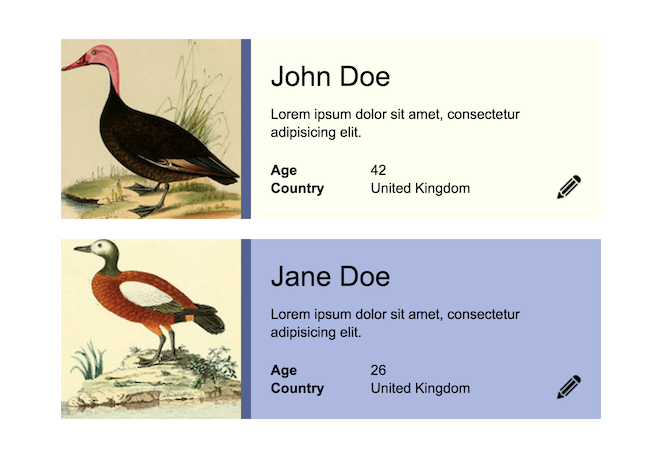 John Doe
Lorem ipsum dolor sit amet, consectetur
adipisicing elit.
Age 42
Country United Kingdom
Jane Doe
Lorem ipsum dolor sit amet, consectetur
adipisicing elit.
Age 26
Country United Kingdom